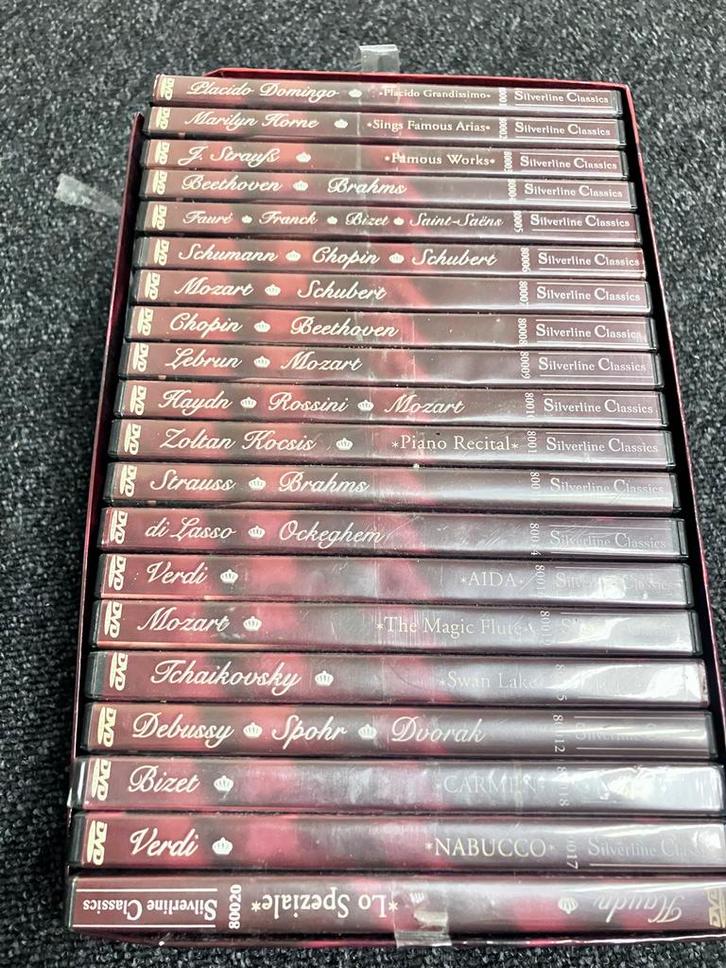 DVD Placido Domingo *Placido Grandissimo* Silverline Classics
DVD Marilyn Horne *Sings Famous Arias* Silverline Classics
DVD J. Strauß *Famous Works* Silverline Classics
DVD Beethoven Brahms Silverline Classics
DVD Fauré Franck Bizet Saint-Saëns 80005 Silverline Classics
DVD Schumann Chopin Schubert 80006 Silverline Classics
DVD Mozart Schubert 80007 Silverline Classics
DVD Chopin Beethoven 80008 Silverline Classics
DVD Lebrun Mozart 80009 Silverline Classics
DVD Haydn Rossini Mozart Silverline Classics
DVD Zoltan Kocsis *Piano Recital* Silverline Classics
DVD Strauss Brahms Silverline Classics
DVD di Lasso Ockeghem Silverline Classics
DVD Verdi *AIDA* Silverline Classics
DVD Mozart *The Magic Flute
DVD Tchaikovsky *Swan Lake
DVD Debussy Spohr Dvorak Silverline
DVD Bizet CARMEN
DVD Verdi *NABUCCO* Silverline
DVD Haydn *Lo Speziale* 80020 Silverline Classics